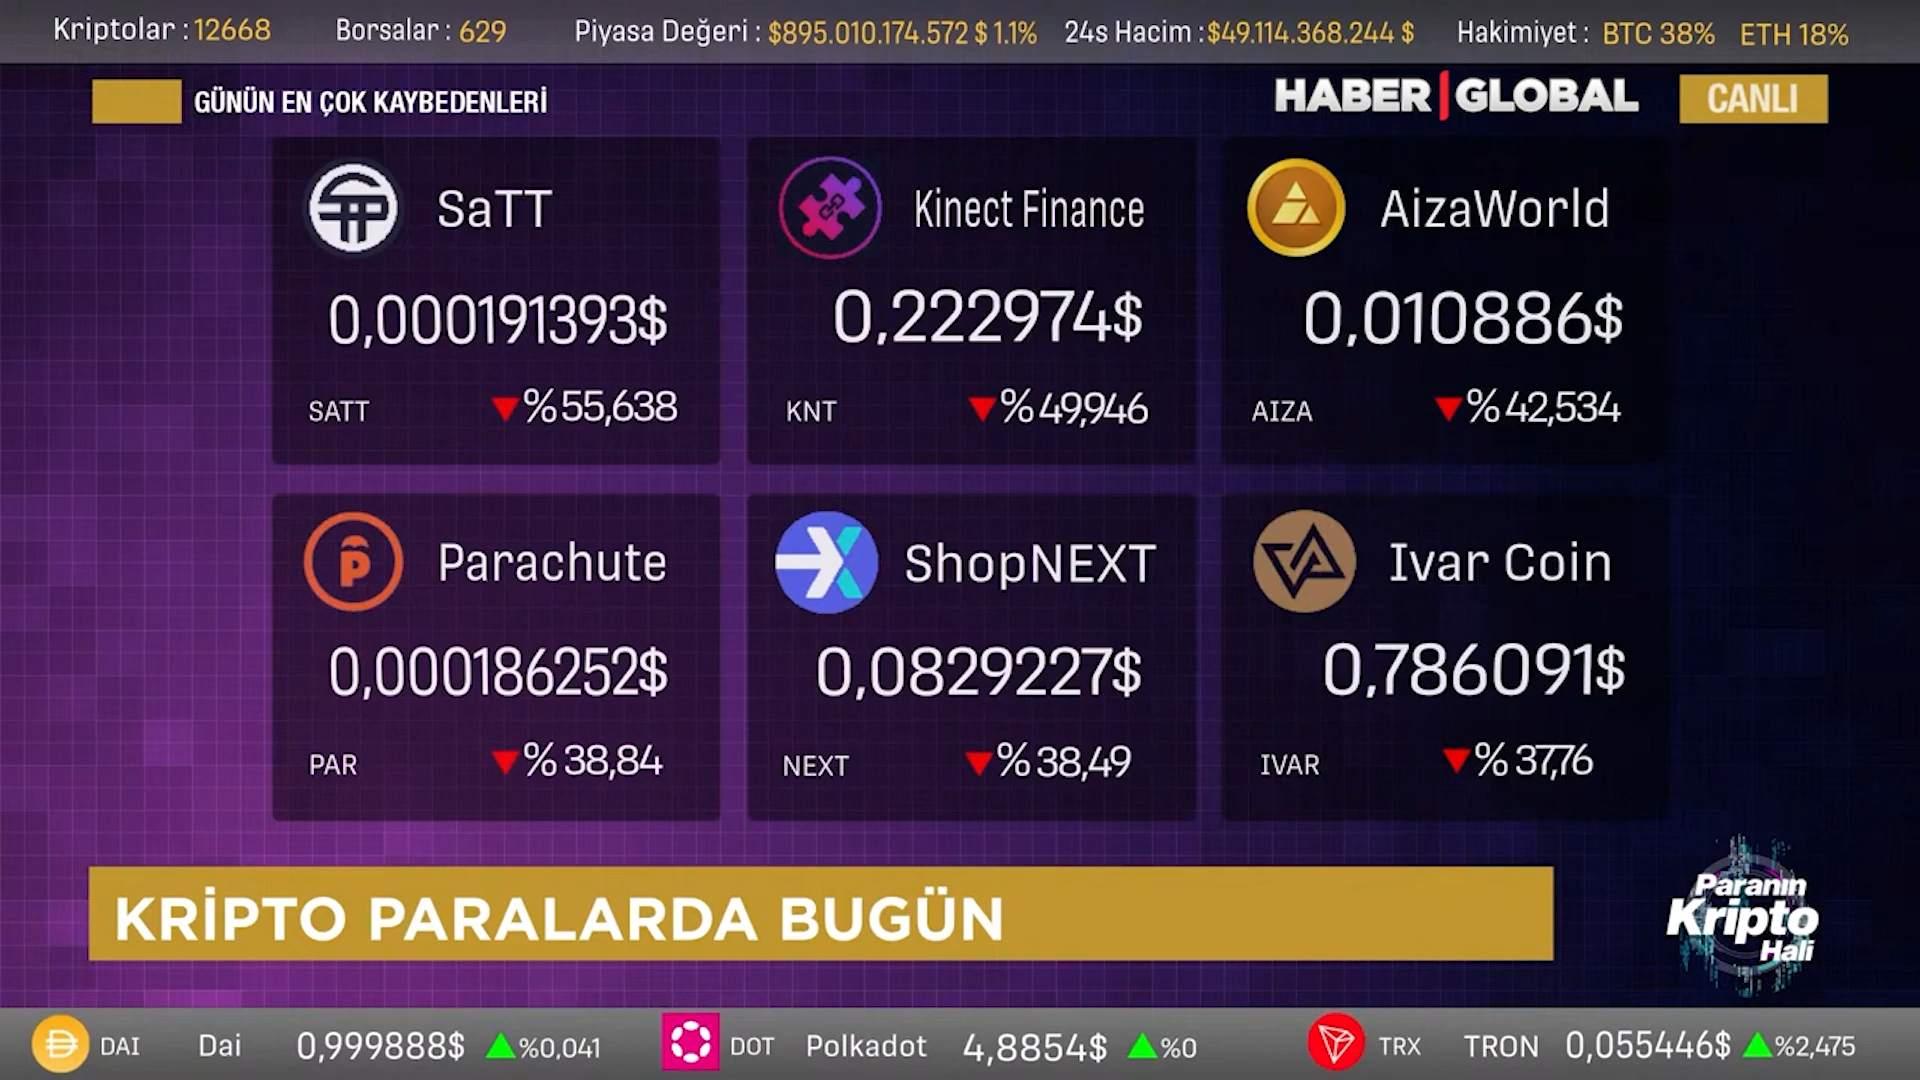 Kriptolar : 12668 Borsalar : 629 Piyasa Değeri : $895.010.174.572 $ 1.1% 24s Hacim : $49.114.368.244 $ Hakimiyet : BTC 38% ETH 18%
GÜNÜN EN ÇOK KAYBEDENLERİ
HABER GLOBAL
CANLI
SaTT
0,000191393$
SATT %55,638
Kinect Finance
0,222974$
KNT %49,946
AizaWorld
0,010886$
AIZA %42,534
Parachute
0,000186252$
PAR %38,84
ShopNEXT
0,0829227$
NEXT %38,49
Ivar Coin
0,786091$
IVAR %37,76
KRİPTO PARALARDA BUGÜN
Paranın
Kripto
Hali
DAI Dai 0,999888$ %0,041 DOT Polkadot 4,8854$ %0 TRX TRON 0,055446$ %2,475